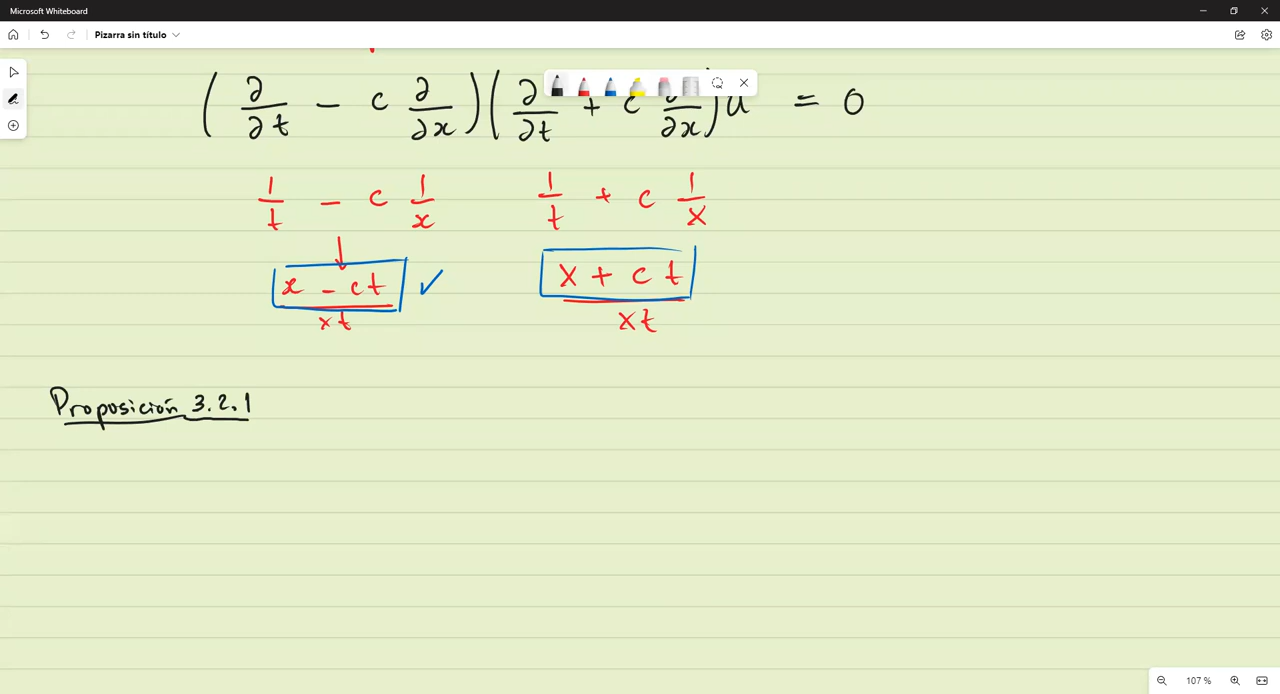 Microsoft Whiteboard
Pizarra sin título
( ∂/∂t − c ∂/∂x )( ∂/∂t + c ∂/∂x ) u = 0
1/t − c 1/x    1/t + c 1/x
x − ct    x + ct
xt    xt
Proposición 3.2.1
107 %